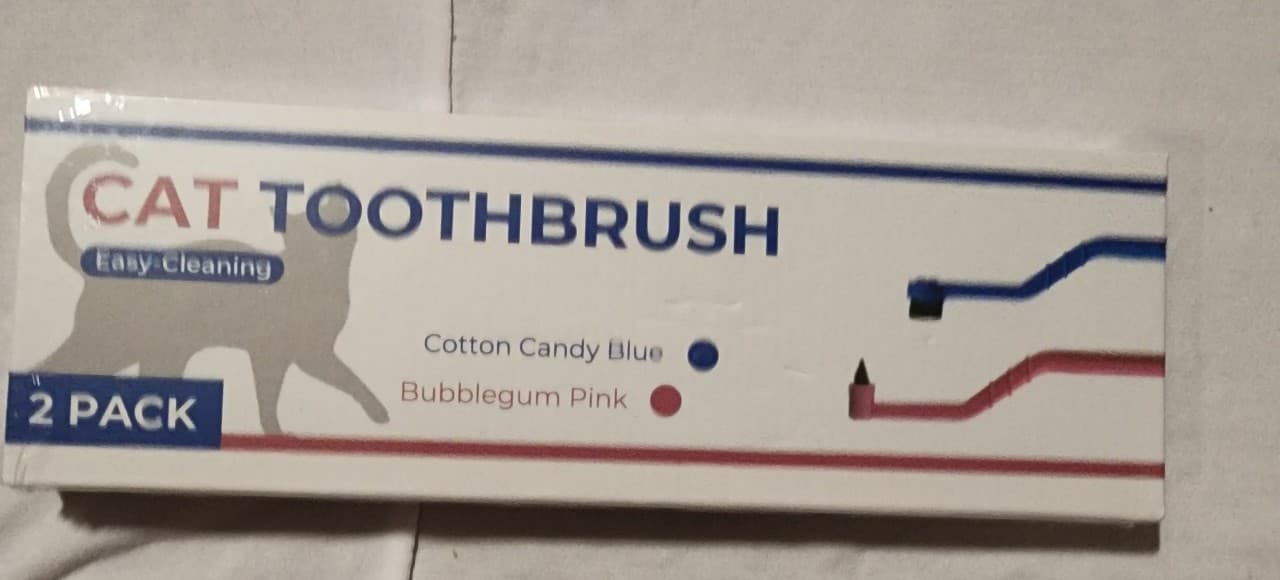 CAT TOOTHBRUSH
Easy-Cleaning
Cotton Candy Blue
Bubblegum Pink
2 PACK